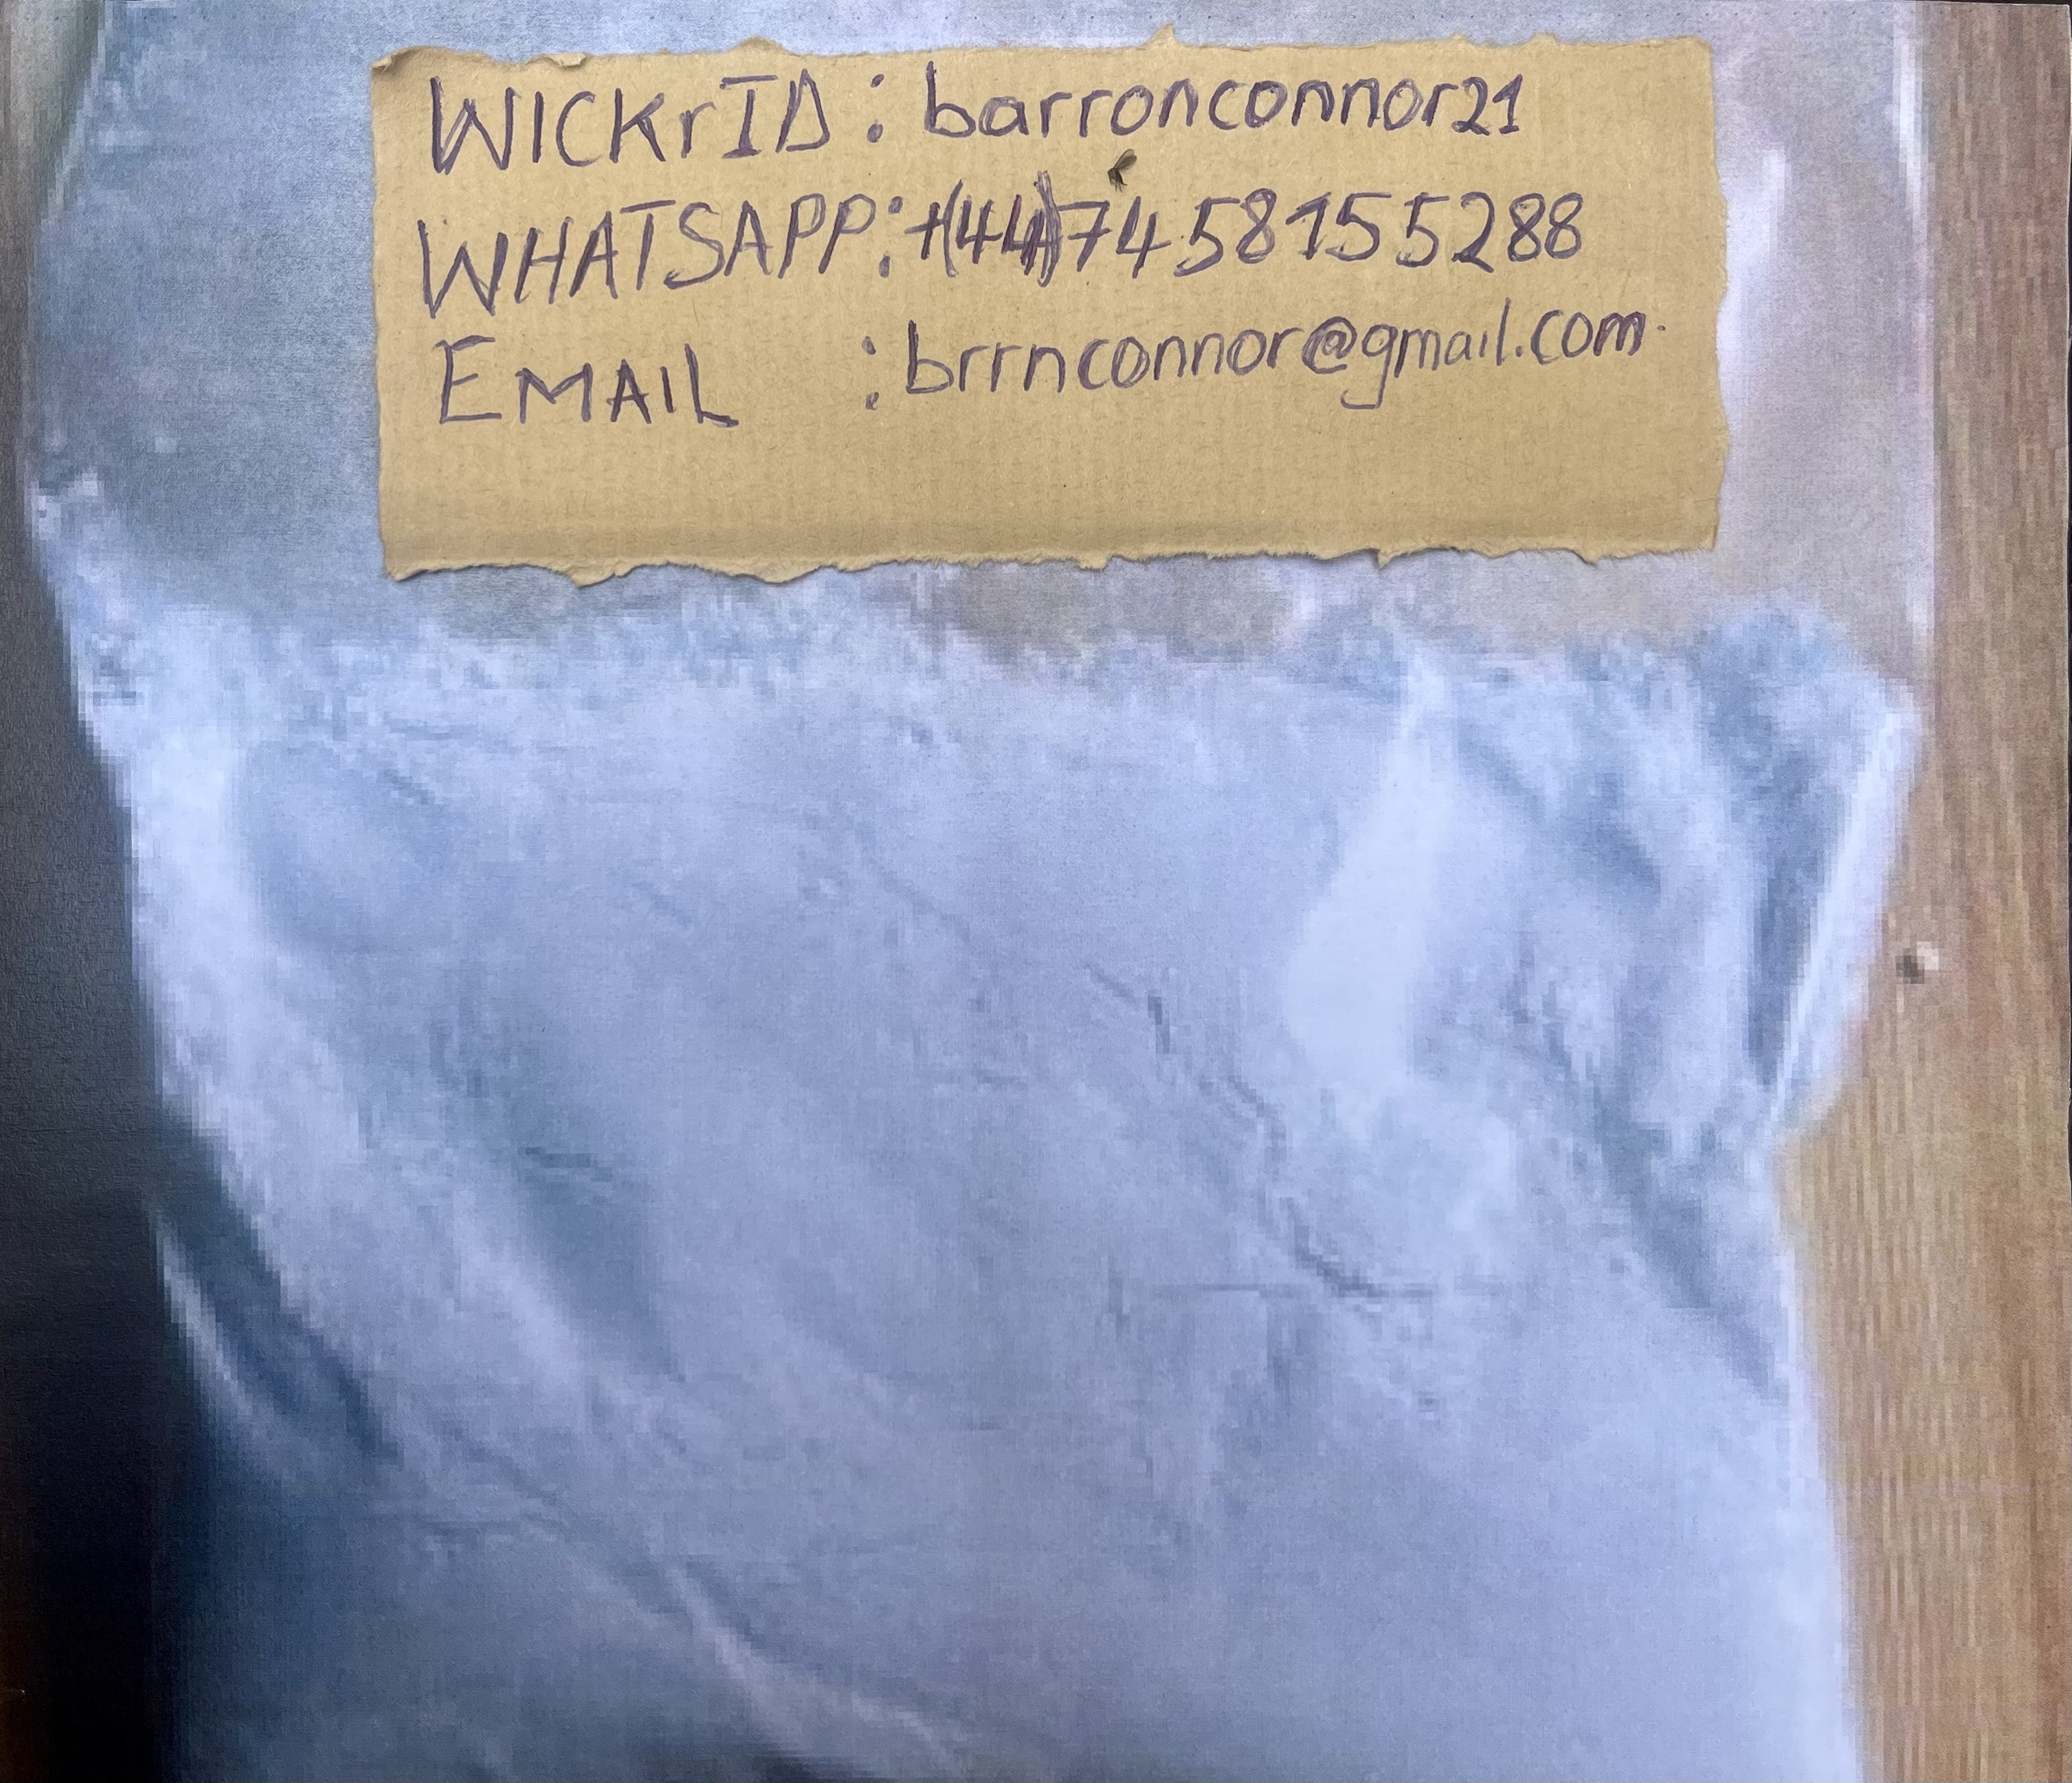 WICKrID : barronconnor21
WHATSAPP:+(44)7458155288
EMAIL : brrnconnor@gmail.com.